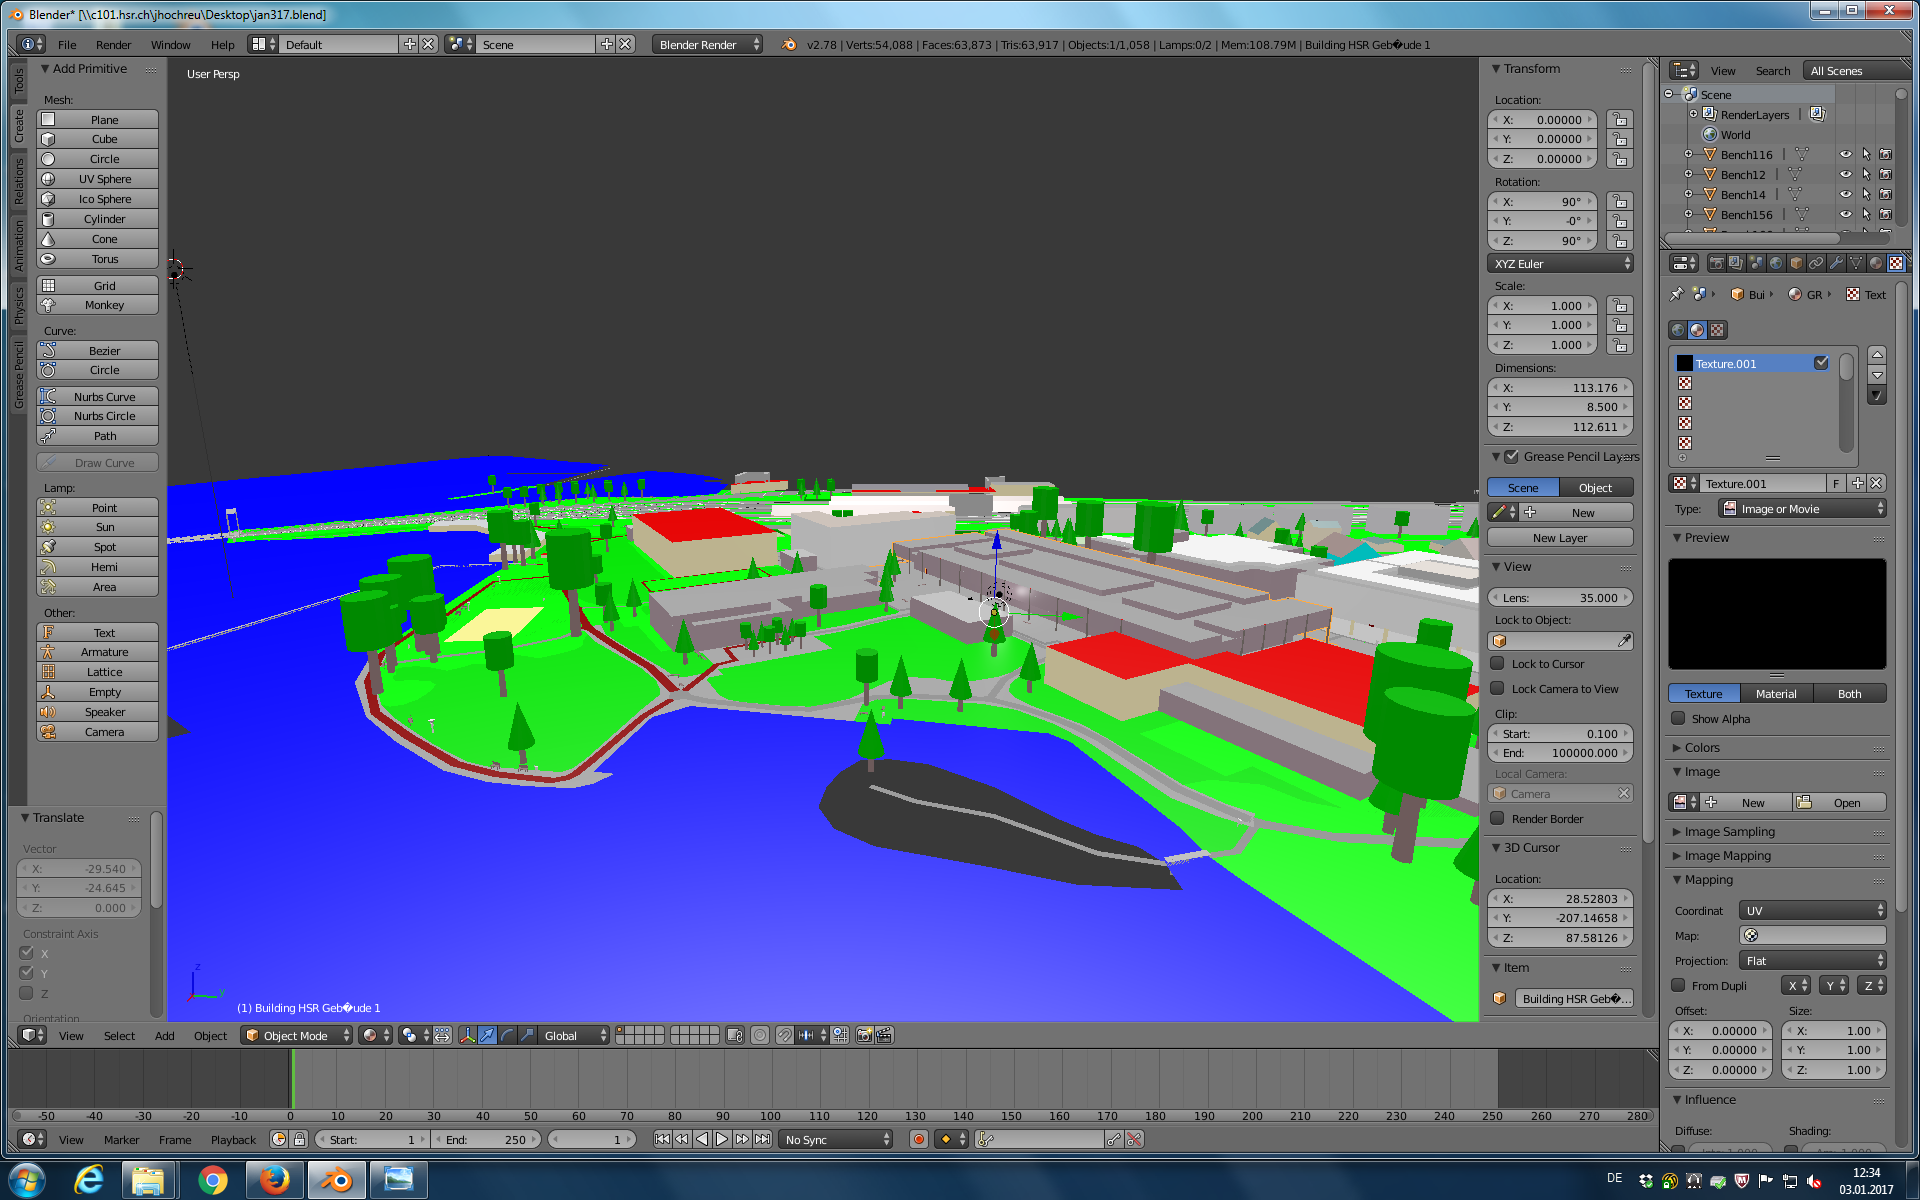 Blender* [\\c101.hsr.ch\jhochreu\Desktop\jan317.blend]
File Render Window Help Default Scene Blender Render v2.78 | Verts:54,088 | Faces:63,873 | Tris:63,917 | Objects:1/1,058 | Lamps:0/2 | Mem:108.79M | Building HSR Geb�ude 1
Tools
Create
Relations
Animation
Physics
Grease Pencil
Add Primitive
Mesh:
Plane
Cube
Circle
UV Sphere
Ico Sphere
Cylinder
Cone
Torus
Grid
Monkey
Curve:
Bezier
Circle
Nurbs Curve
Nurbs Circle
Path
Draw Curve
Lamp:
Point
Sun
Spot
Hemi
Area
Other:
Text
Armature
Lattice
Empty
Speaker
Camera
Translate
Vector
X: -29.540
Y: -24.645
Z: 0.000
Constraint Axis
X
Y
Z
Orientation
User Persp
z
y
(1) Building HSR Geb�ude 1
Transform
Location:
X: 0.00000
Y: 0.00000
Z: 0.00000
Rotation:
X: 90°
Y: -0°
Z: 90°
XYZ Euler
Scale:
X: 1.000
Y: 1.000
Z: 1.000
Dimensions:
X: 113.176
Y: 8.500
Z: 112.611
Grease Pencil Layers
Scene Object
New
New Layer
View
Lens: 35.000
Lock to Object:
Lock to Cursor
Lock Camera to View
Clip:
Start: 0.100
End: 100000.000
Local Camera:
Camera
Render Border
3D Cursor
Location:
X: 28.52803
Y: -207.14658
Z: 87.58126
Item
Building HSR Geb�...
View Search All Scenes
Scene
RenderLayers |
World
Bench116 |
Bench12 |
Bench14 |
Bench156 |
Bui GR Text
Texture.001
Texture.001 F
Type: Image or Movie
Preview
Texture Material Both
Show Alpha
Colors
Image
New Open
Image Sampling
Image Mapping
Mapping
Coordinat UV
Map:
Projection: Flat
From Dupli X Y Z
Offset: Size:
X: 0.00000 X: 1.00
Y: 0.00000 Y: 1.00
Z: 0.00000 Z: 1.00
Influence
Diffuse: Shading:
View Select Add Object Object Mode Global
-50 -40 -30 -20 -10 0 10 20 30 40 50 60 70 80 90 100 110 120 130 140 150 160 170 180 190 200 210 220 230 240 250 260 270 280
View Marker Frame Playback Start: 1 End: 250 1 No Sync
DE 12:34
03.01.2017